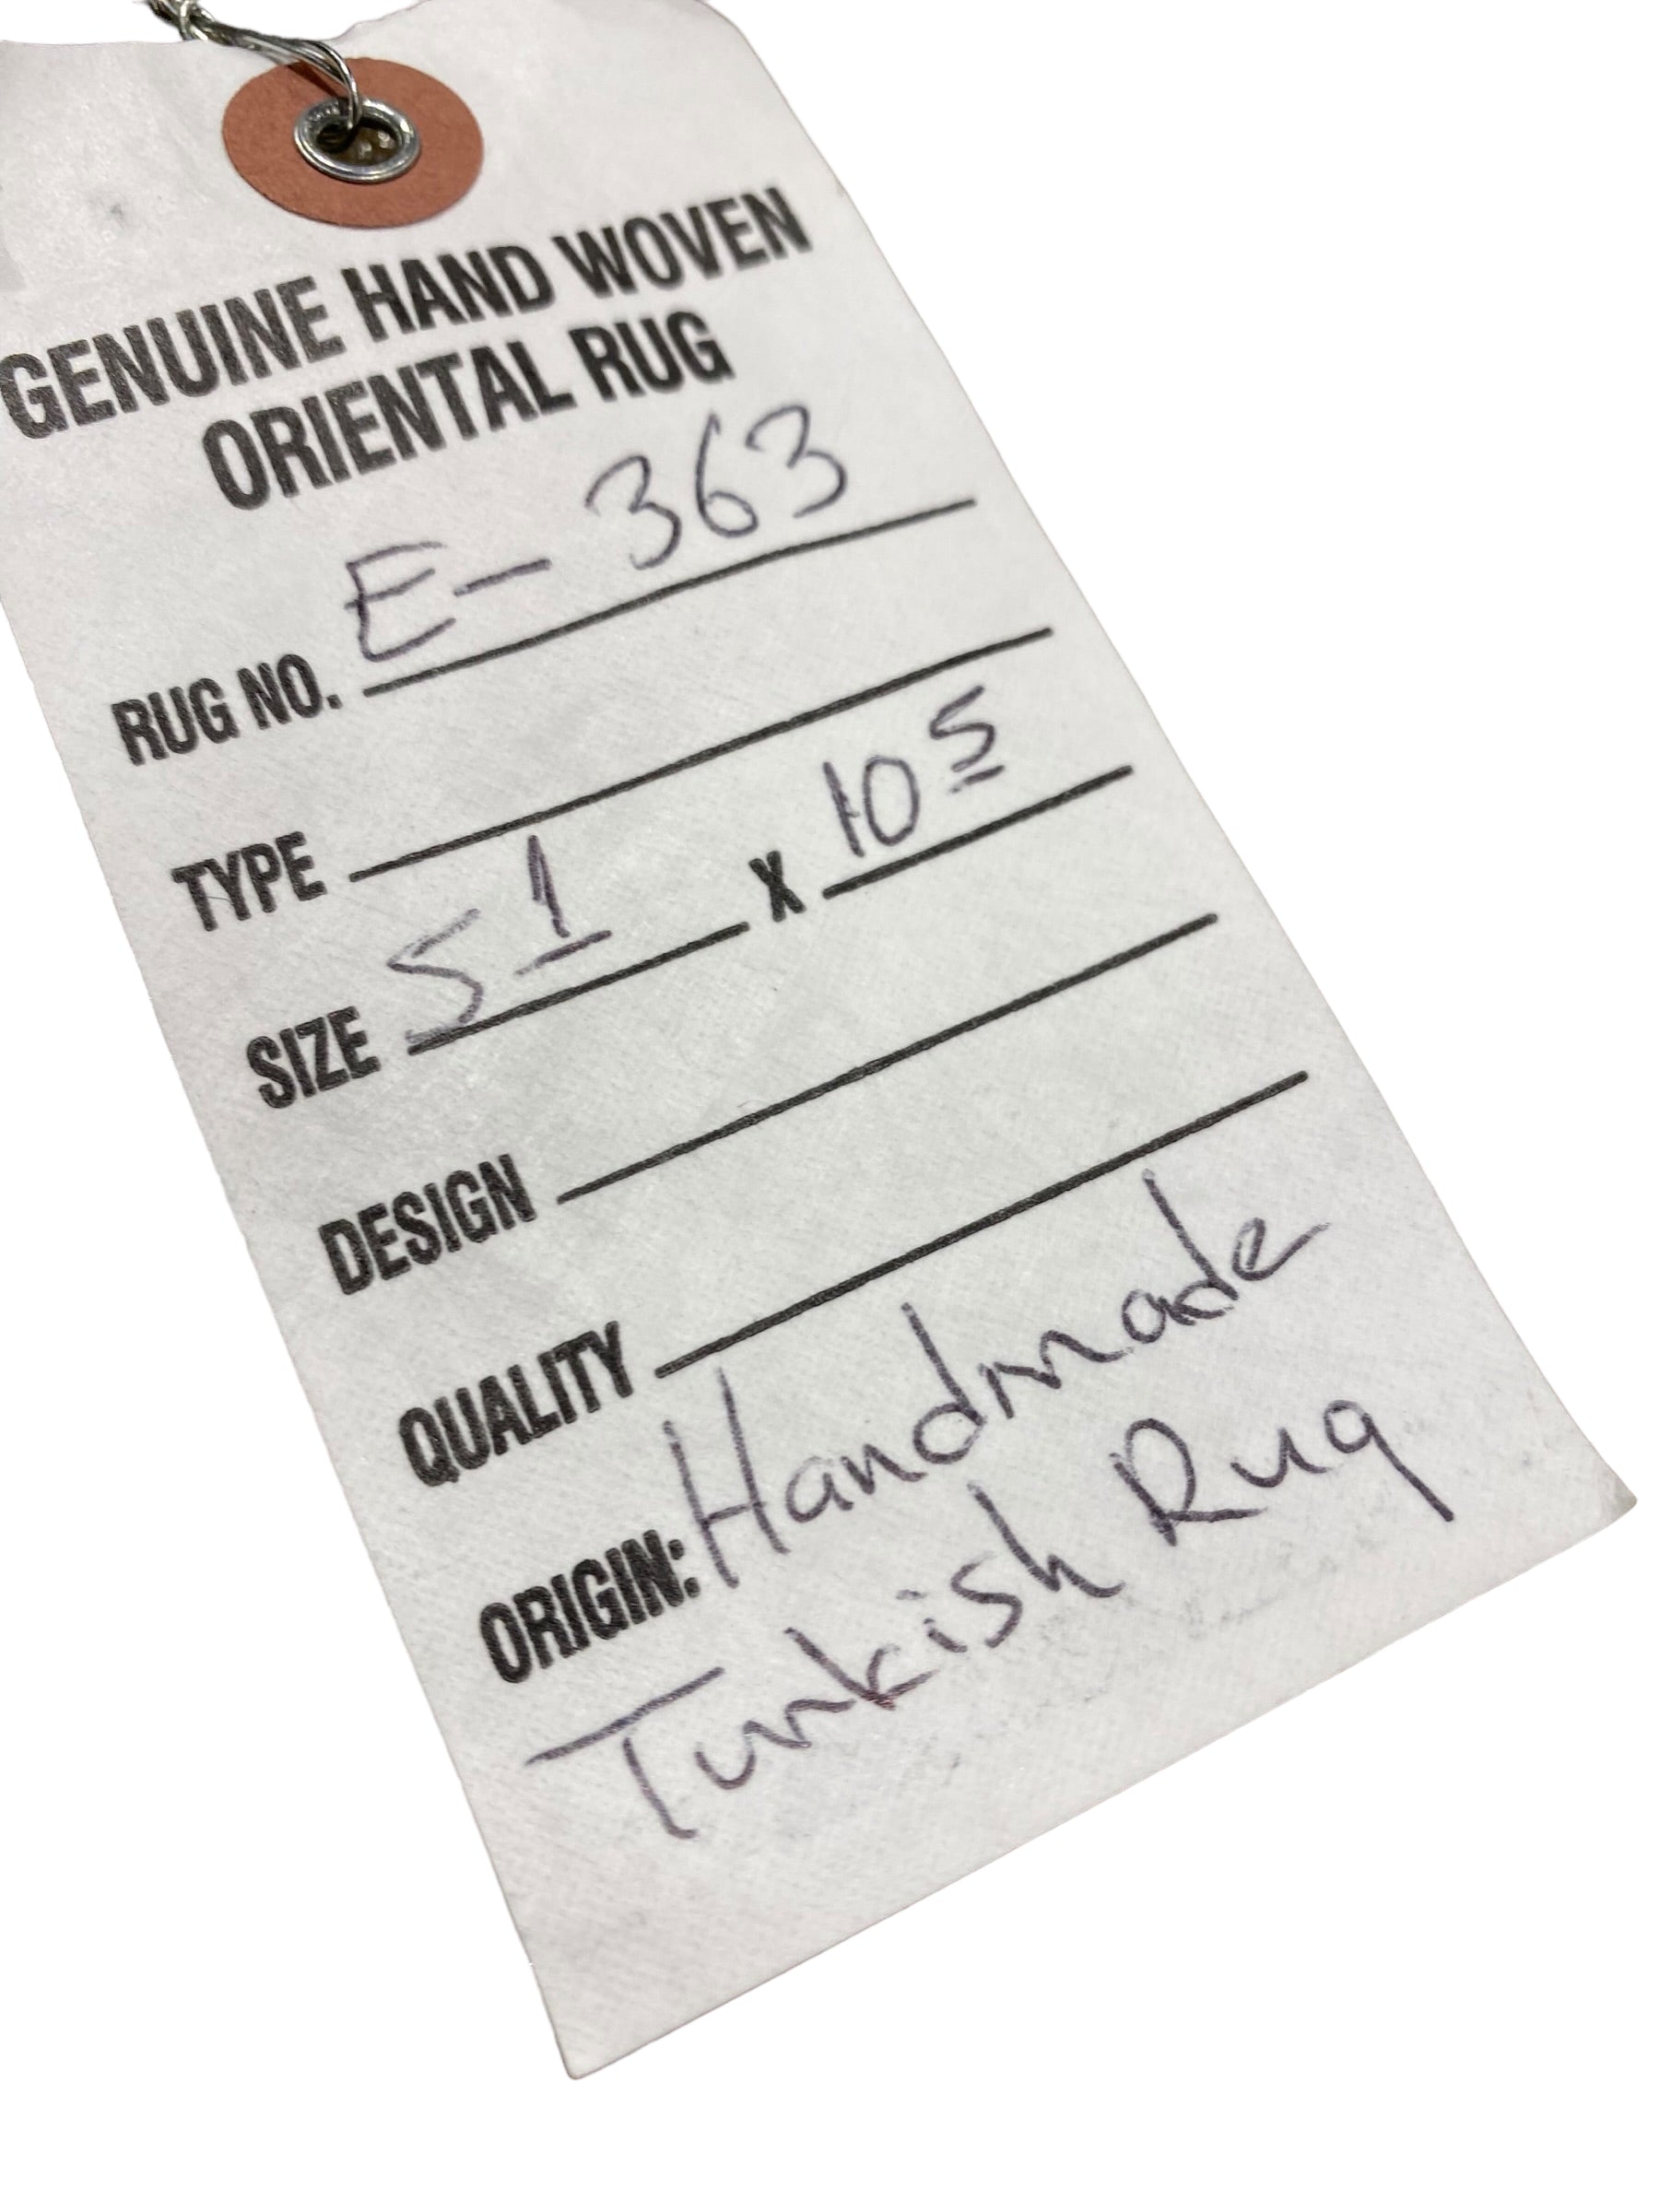 GENUINE HAND WOVEN
ORIENTAL RUG
RUG NO. E-363
TYPE
SIZE 5 1 X 10 5
DESIGN
QUALITY
ORIGIN: Handmade
Turkish Rug